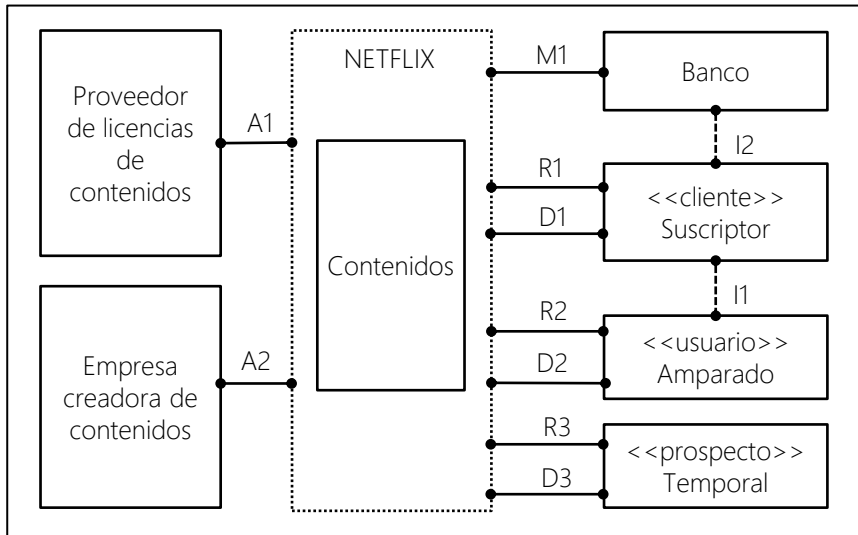 Proveedor
de licencias
de
contenidos
A1
Empresa
creadora de
contenidos
A2
NETFLIX
Contenidos
M1
Banco
I2
R1
D1
<<cliente>>
Suscriptor
I1
R2
D2
<<usuario>>
Amparado
R3
D3
<<prospecto>>
Temporal